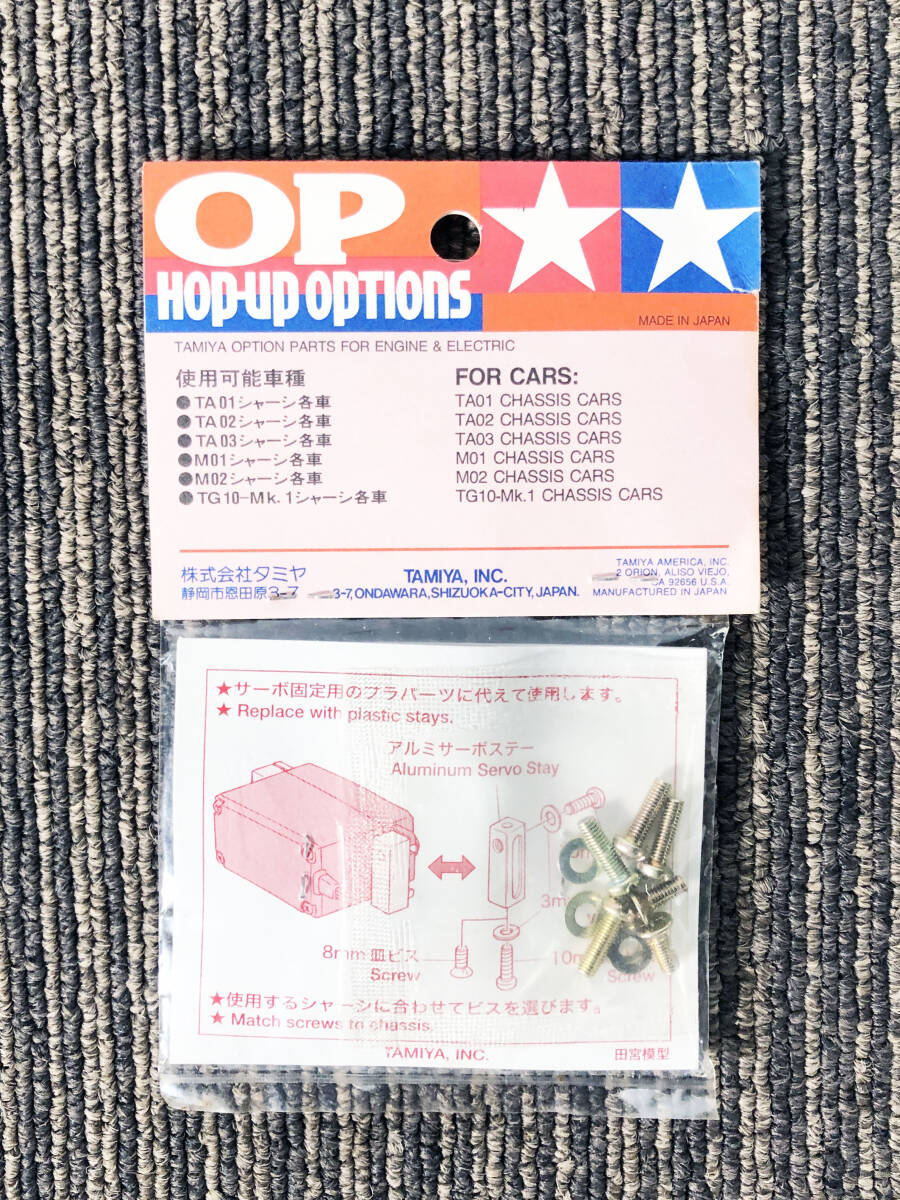 OP
HOP-UP OPTIONS
MADE IN JAPAN
TAMIYA OPTION PARTS FOR ENGINE & ELECTRIC
使用可能車種
●TA01シャーシ各車
●TA02シャーシ各車
●TA03シャーシ各車
●M01シャーシ各車
●M02シャーシ各車
●TG10-Mk.1シャーシ各車
FOR CARS:
TA01 CHASSIS CARS
TA02 CHASSIS CARS
TA03 CHASSIS CARS
M01 CHASSIS CARS
M02 CHASSIS CARS
TG10-Mk.1 CHASSIS CARS
株式会社タミヤ
静岡市恩田原3-7
TAMIYA, INC.
3-7, ONDAWARA, SHIZUOKA-CITY, JAPAN.
TAMIYA AMERICA, INC.
2 ORION, ALISO VIEJO,
CA 92656 U.S.A.
MANUFACTURED IN JAPAN
★サーボ固定用のプラパーツに代えて使用します。
★ Replace with plastic stays.
アルミサーボステー
Aluminum Servo Stay
8mm皿ビス
Screw
10m
Screw
★使用するシャーシに合わせてビスを選びます。
★ Match screws to chassis.
TAMIYA, INC.
田宮模型